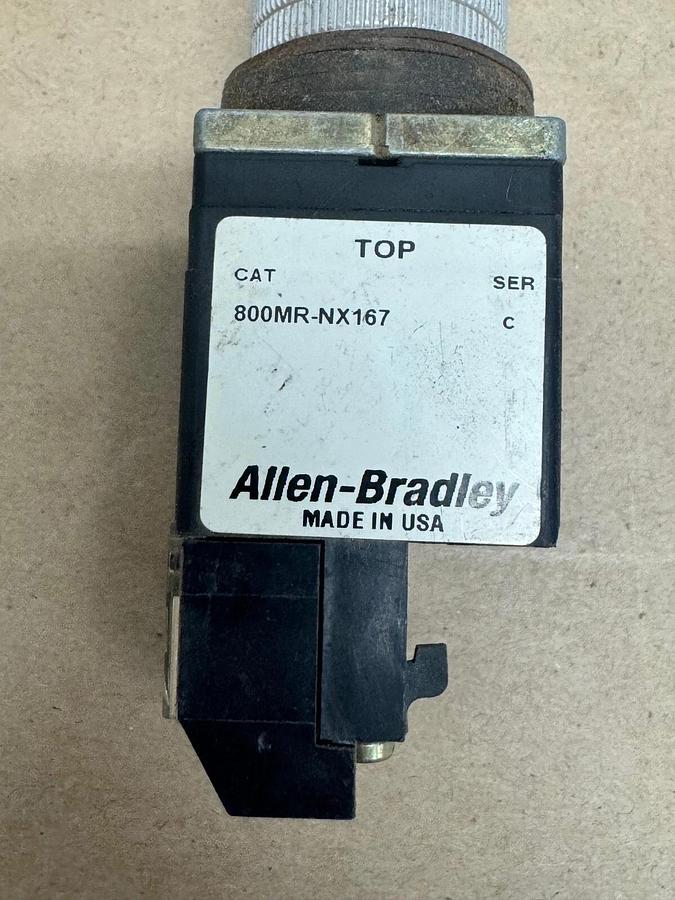 TOP
CAT SER
800MR-NX167 C
Allen-Bradley
MADE IN USA